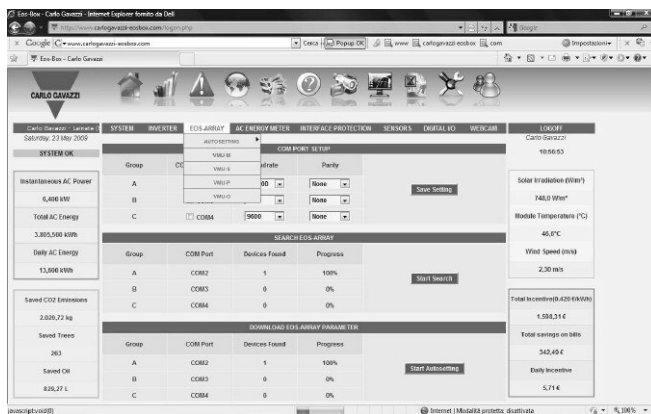 Eos-Box - Carlo Gavazzi - Internet Explorer fornito da Dell
http://www.carlogavazzi-eosbox.com/logon.php
Google
Google
www.carlogavazzi-eosbox.com
Cerca
Popup OK
www
carlogavazzi eosbox
com
Impostazioni
Eos-Box - Carlo Gavazzi
CARLO GAVAZZI
Carlo Gavazzi - Lainate
SYSTEM
INVERTER
EOS-ARRAY
AC ENERGY METER
INTERFACE PROTECTION
SENSORS
DIGITAL I/O
WEBCAM
LOGOFF
Saturday, 23 May 2009
Carlo Gavazzi
AUTOSETTING
COM PORT SETUP
SYSTEM OK
10:56:53
VMU-M
Group
Parity
VMU-S
Instantaneous AC Power
A
None
Solar Irradiation (W/m²)
VMU-P
Save Setting
6,400 kW
B
None
748,0 W/m²
VMU-O
Total AC Energy
C
COM4
9600
None
Module Temperature (°C)
3.805,500 kWh
46,8°C
SEARCH EOS-ARRAY
Daily AC Energy
Group
COM Port
Devices Found
Progress
Wind Speed (m/s)
13,600 kWh
A
COM2
1
100%
2,30 m/s
Start Search
B
COM3
0
0%
Saved CO2 Emissions
C
COM4
0
0%
Total Incentive(0.420 €/kWh)
2.020,72 kg
1.598,31 €
DOWNLOAD EOS-ARRAY PARAMETER
Saved Trees
Group
COM Port
Devices Found
Progress
Total savings on bills
203
342,49 €
A
COM2
1
100%
Saved Oil
Start Autosetting
Daily Incentive
B
COM3
0
0%
829,27 L
5,71 €
C
COM4
0
0%
javascript:void(0)
Internet | Modalità protetta: disattivata
100%